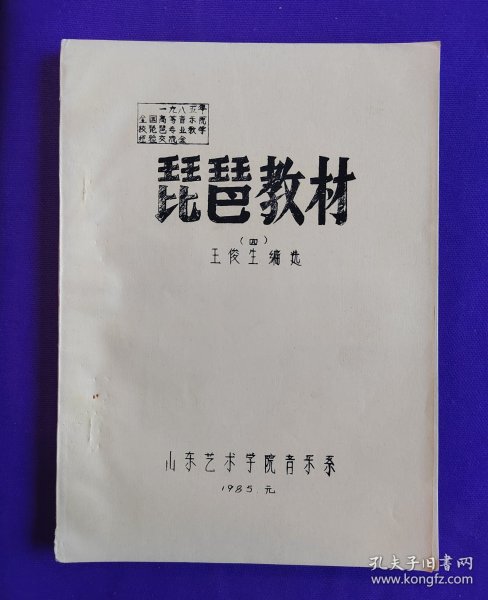 一九八五年
全国高等音乐院
校琵琶专业教学
经验交流会
琵琶教材
（四）
王俊生编选
山东艺术学院音乐系
1985.元
孔夫子旧书网
www.kongfz.com